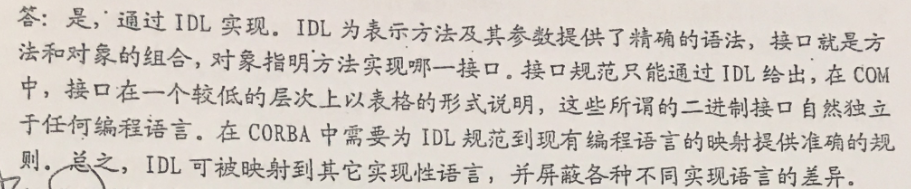 答：是，通过 IDL 实现。IDL 为表示方法及其参数提供了精确的语法，接口就是方
法和对象的组合，对象指明方法实现哪一接口。接口规范只能通过 IDL 给出，在 COM
中，接口在一个较低的层次上以表格的形式说明，这些所谓的二进制接口自然独立
于任何编程语言。在 CORBA 中需要为 IDL 规范到现有编程语言的映射提供准确的规
则。总之，IDL 可被映射到其它实现性语言，并屏蔽各种不同实现语言的差异。